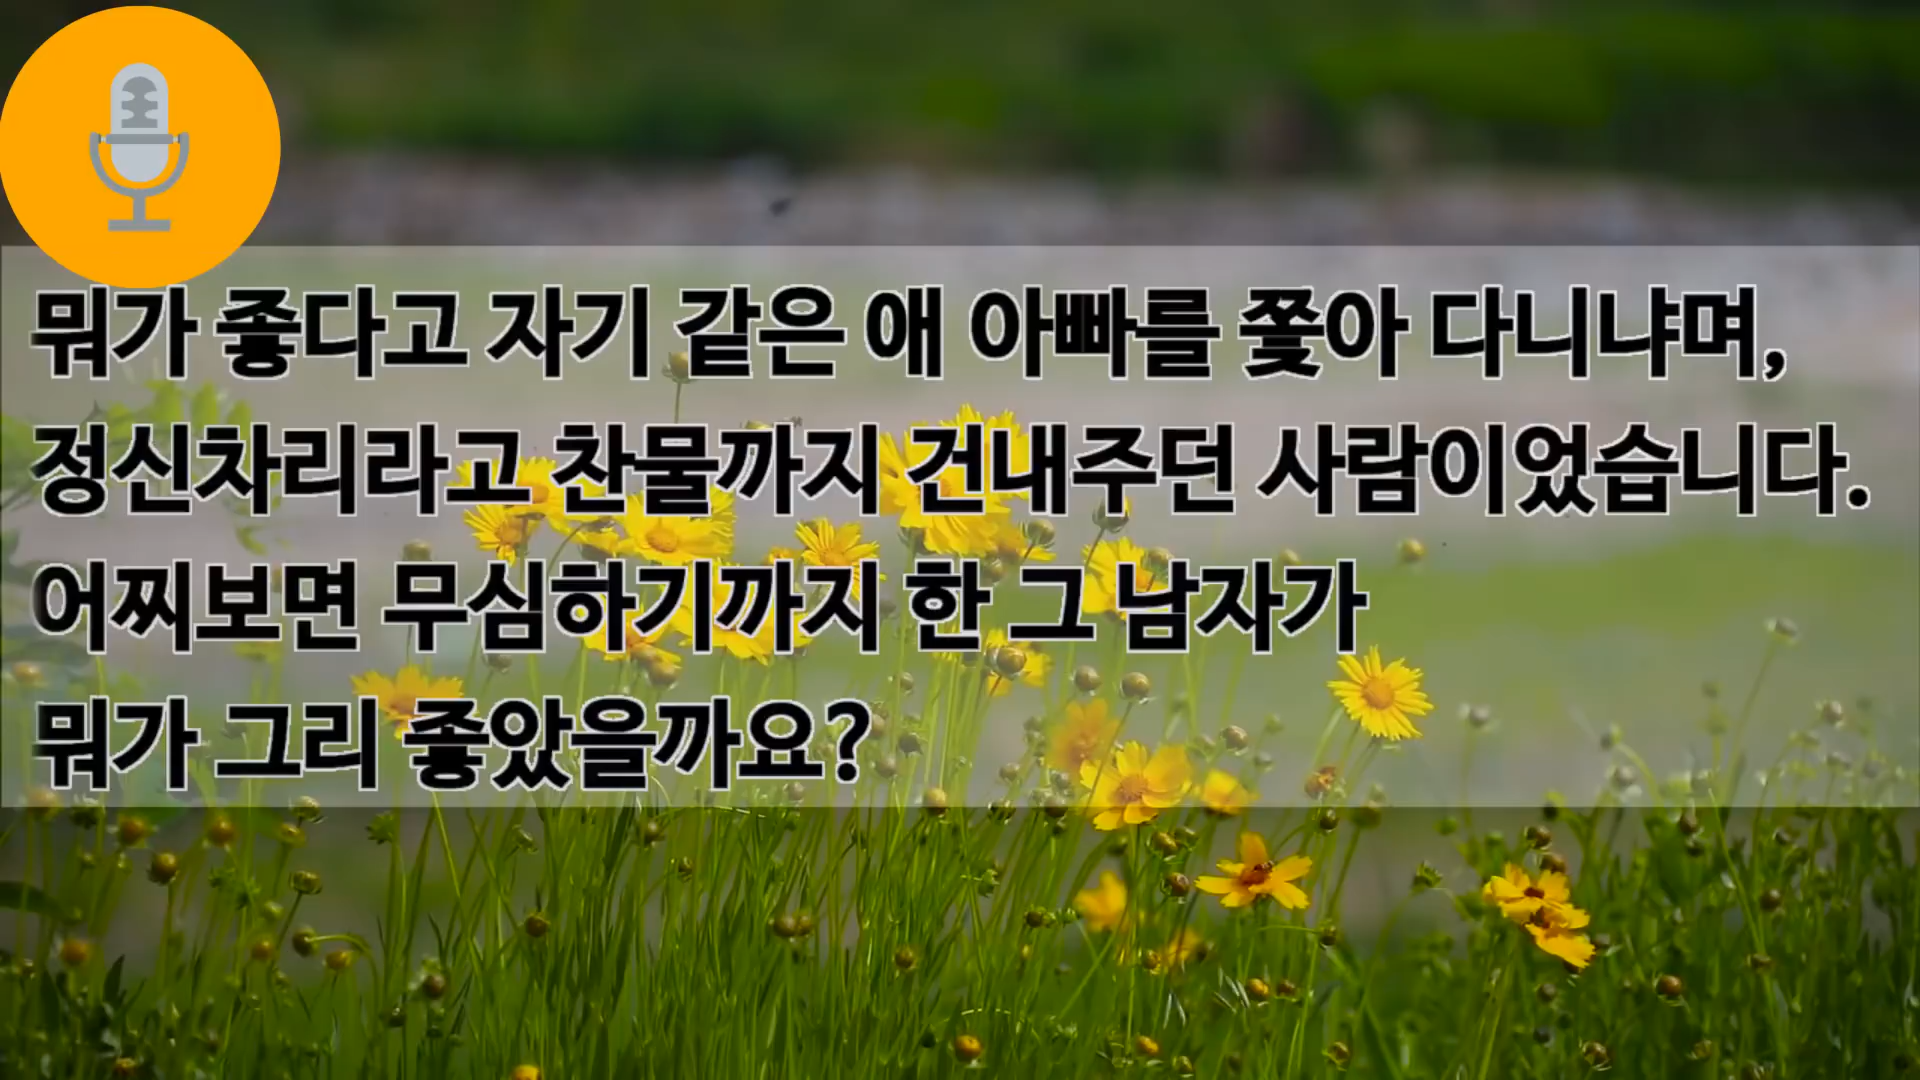 뭐가 좋다고 자기 같은 애 아빠를 쫓아 다니냐며,
정신차리라고 찬물까지 건내주던 사람이었습니다.
어찌보면 무심하기까지 한 그 남자가
뭐가 그리 좋았을까요?